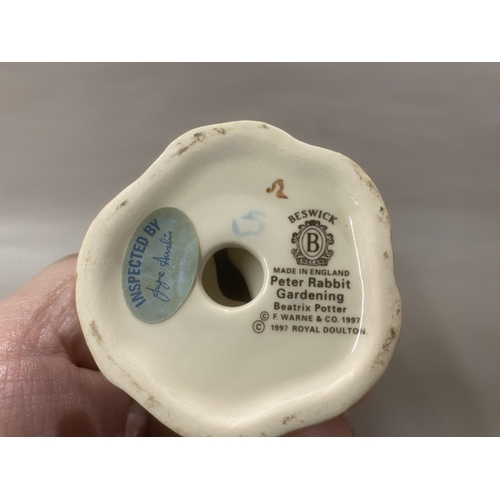 INSPECTED BY
BESWICK
B
MADE IN ENGLAND
Peter Rabbit
Gardening
Beatrix Potter
© F. WARNE & CO. 1997
© 1997 ROYAL DOULTON.